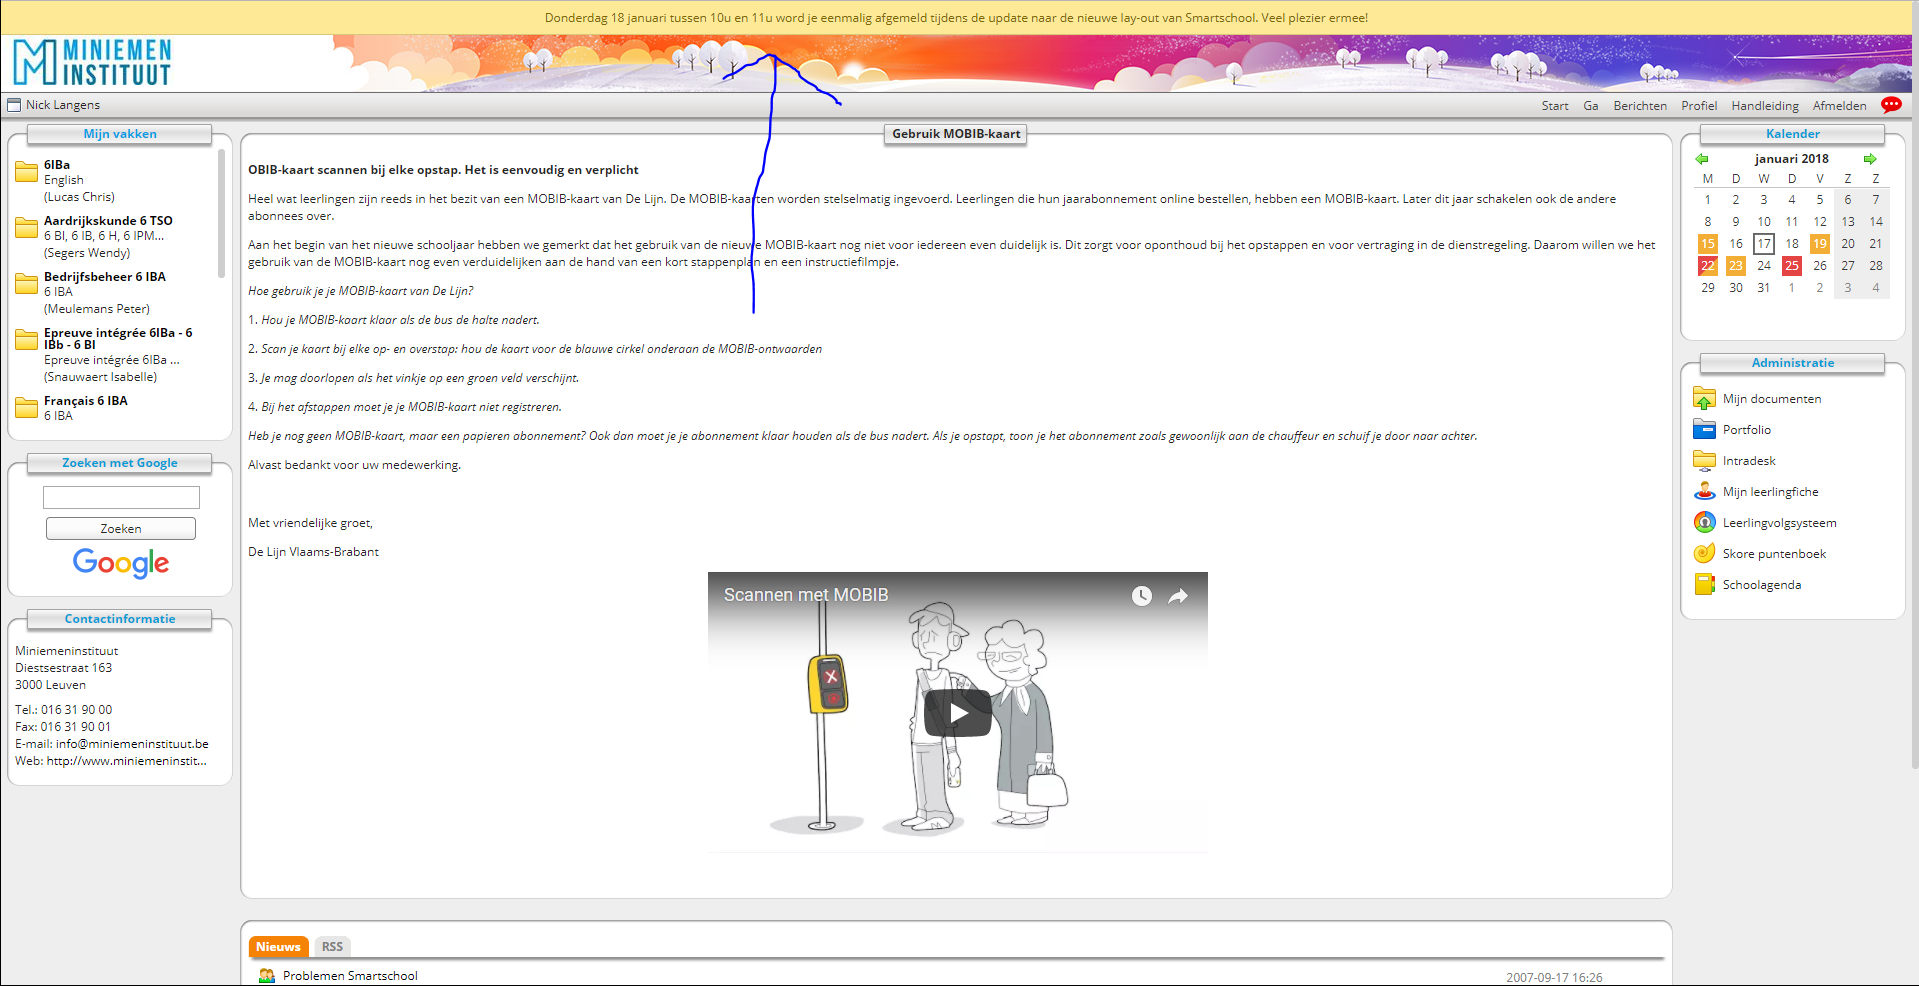 Donderdag 18 januari tussen 10u en 11u word je eenmalig afgemeld tijdens de update naar de nieuwe lay-out van Smartschool. Veel plezier ermee!
MINIEMEN
INSTITUUT
Nick Langens
Start Ga Berichten Profiel Handleiding Afmelden
Mijn vakken
6IBa
English
(Lucas Chris)
Aardrijkskunde 6 TSO
6 BI, 6 IB, 6 H, 6 IPM...
(Segers Wendy)
Bedrijfsbeheer 6 IBA
6 IBA
(Meulemans Peter)
Epreuve intégrée 6IBa - 6
IBb - 6 BI
Epreuve intégrée 6IBa ...
(Snauwaert Isabelle)
Français 6 IBA
6 IBA
Zoeken met Google
Zoeken
Google
Contactinformatie
Miniemeninstituut
Diestsestraat 163
3000 Leuven
Tel.: 016 31 90 00
Fax: 016 31 90 01
E-mail: info@miniemeninstituut.be
Web: http://www.miniemeninstit...
Gebruik MOBIB-kaart
OBIB-kaart scannen bij elke opstap. Het is eenvoudig en verplicht
Heel wat leerlingen zijn reeds in het bezit van een MOBIB-kaart van De Lijn. De MOBIB-kaarten worden stelselmatig ingevoerd. Leerlingen die hun jaarabonnement online bestellen, hebben een MOBIB-kaart. Later dit jaar schakelen ook de andere
abonnees over.
Aan het begin van het nieuwe schooljaar hebben we gemerkt dat het gebruik van de nieuwe MOBIB-kaart nog niet voor iedereen even duidelijk is. Dit zorgt voor oponthoud bij het opstappen en voor vertraging in de dienstregeling. Daarom willen we het
gebruik van de MOBIB-kaart nog even verduidelijken aan de hand van een kort stappenplan en een instructiefilmpje.
Hoe gebruik je je MOBIB-kaart van De Lijn?
1. Hou je MOBIB-kaart klaar als de bus de halte nadert.
2. Scan je kaart bij elke op- en overstap: hou de kaart voor de blauwe cirkel onderaan de MOBIB-ontwaarden
3. Je mag doorlopen als het vinkje op een groen veld verschijnt.
4. Bij het afstappen moet je je MOBIB-kaart niet registreren.
Heb je nog geen MOBIB-kaart, maar een papieren abonnement? Ook dan moet je je abonnement klaar houden als de bus nadert. Als je opstapt, toon je het abonnement zoals gewoonlijk aan de chauffeur en schuif je door naar achter.
Alvast bedankt voor uw medewerking.
Met vriendelijke groet,
De Lijn Vlaams-Brabant
Scannen met MOBIB
Nieuws RSS
Problemen Smartschool 2007-09-17 16:26
Kalender
januari 2018
M D W D V Z Z
1 2 3 4 5 6 7
8 9 10 11 12 13 14
15 16 17 18 19 20 21
22 23 24 25 26 27 28
29 30 31 1 2 3 4
Administratie
Mijn documenten
Portfolio
Intradesk
Mijn leerlingfiche
Leerlingvolgsysteem
Skore puntenboek
Schoolagenda